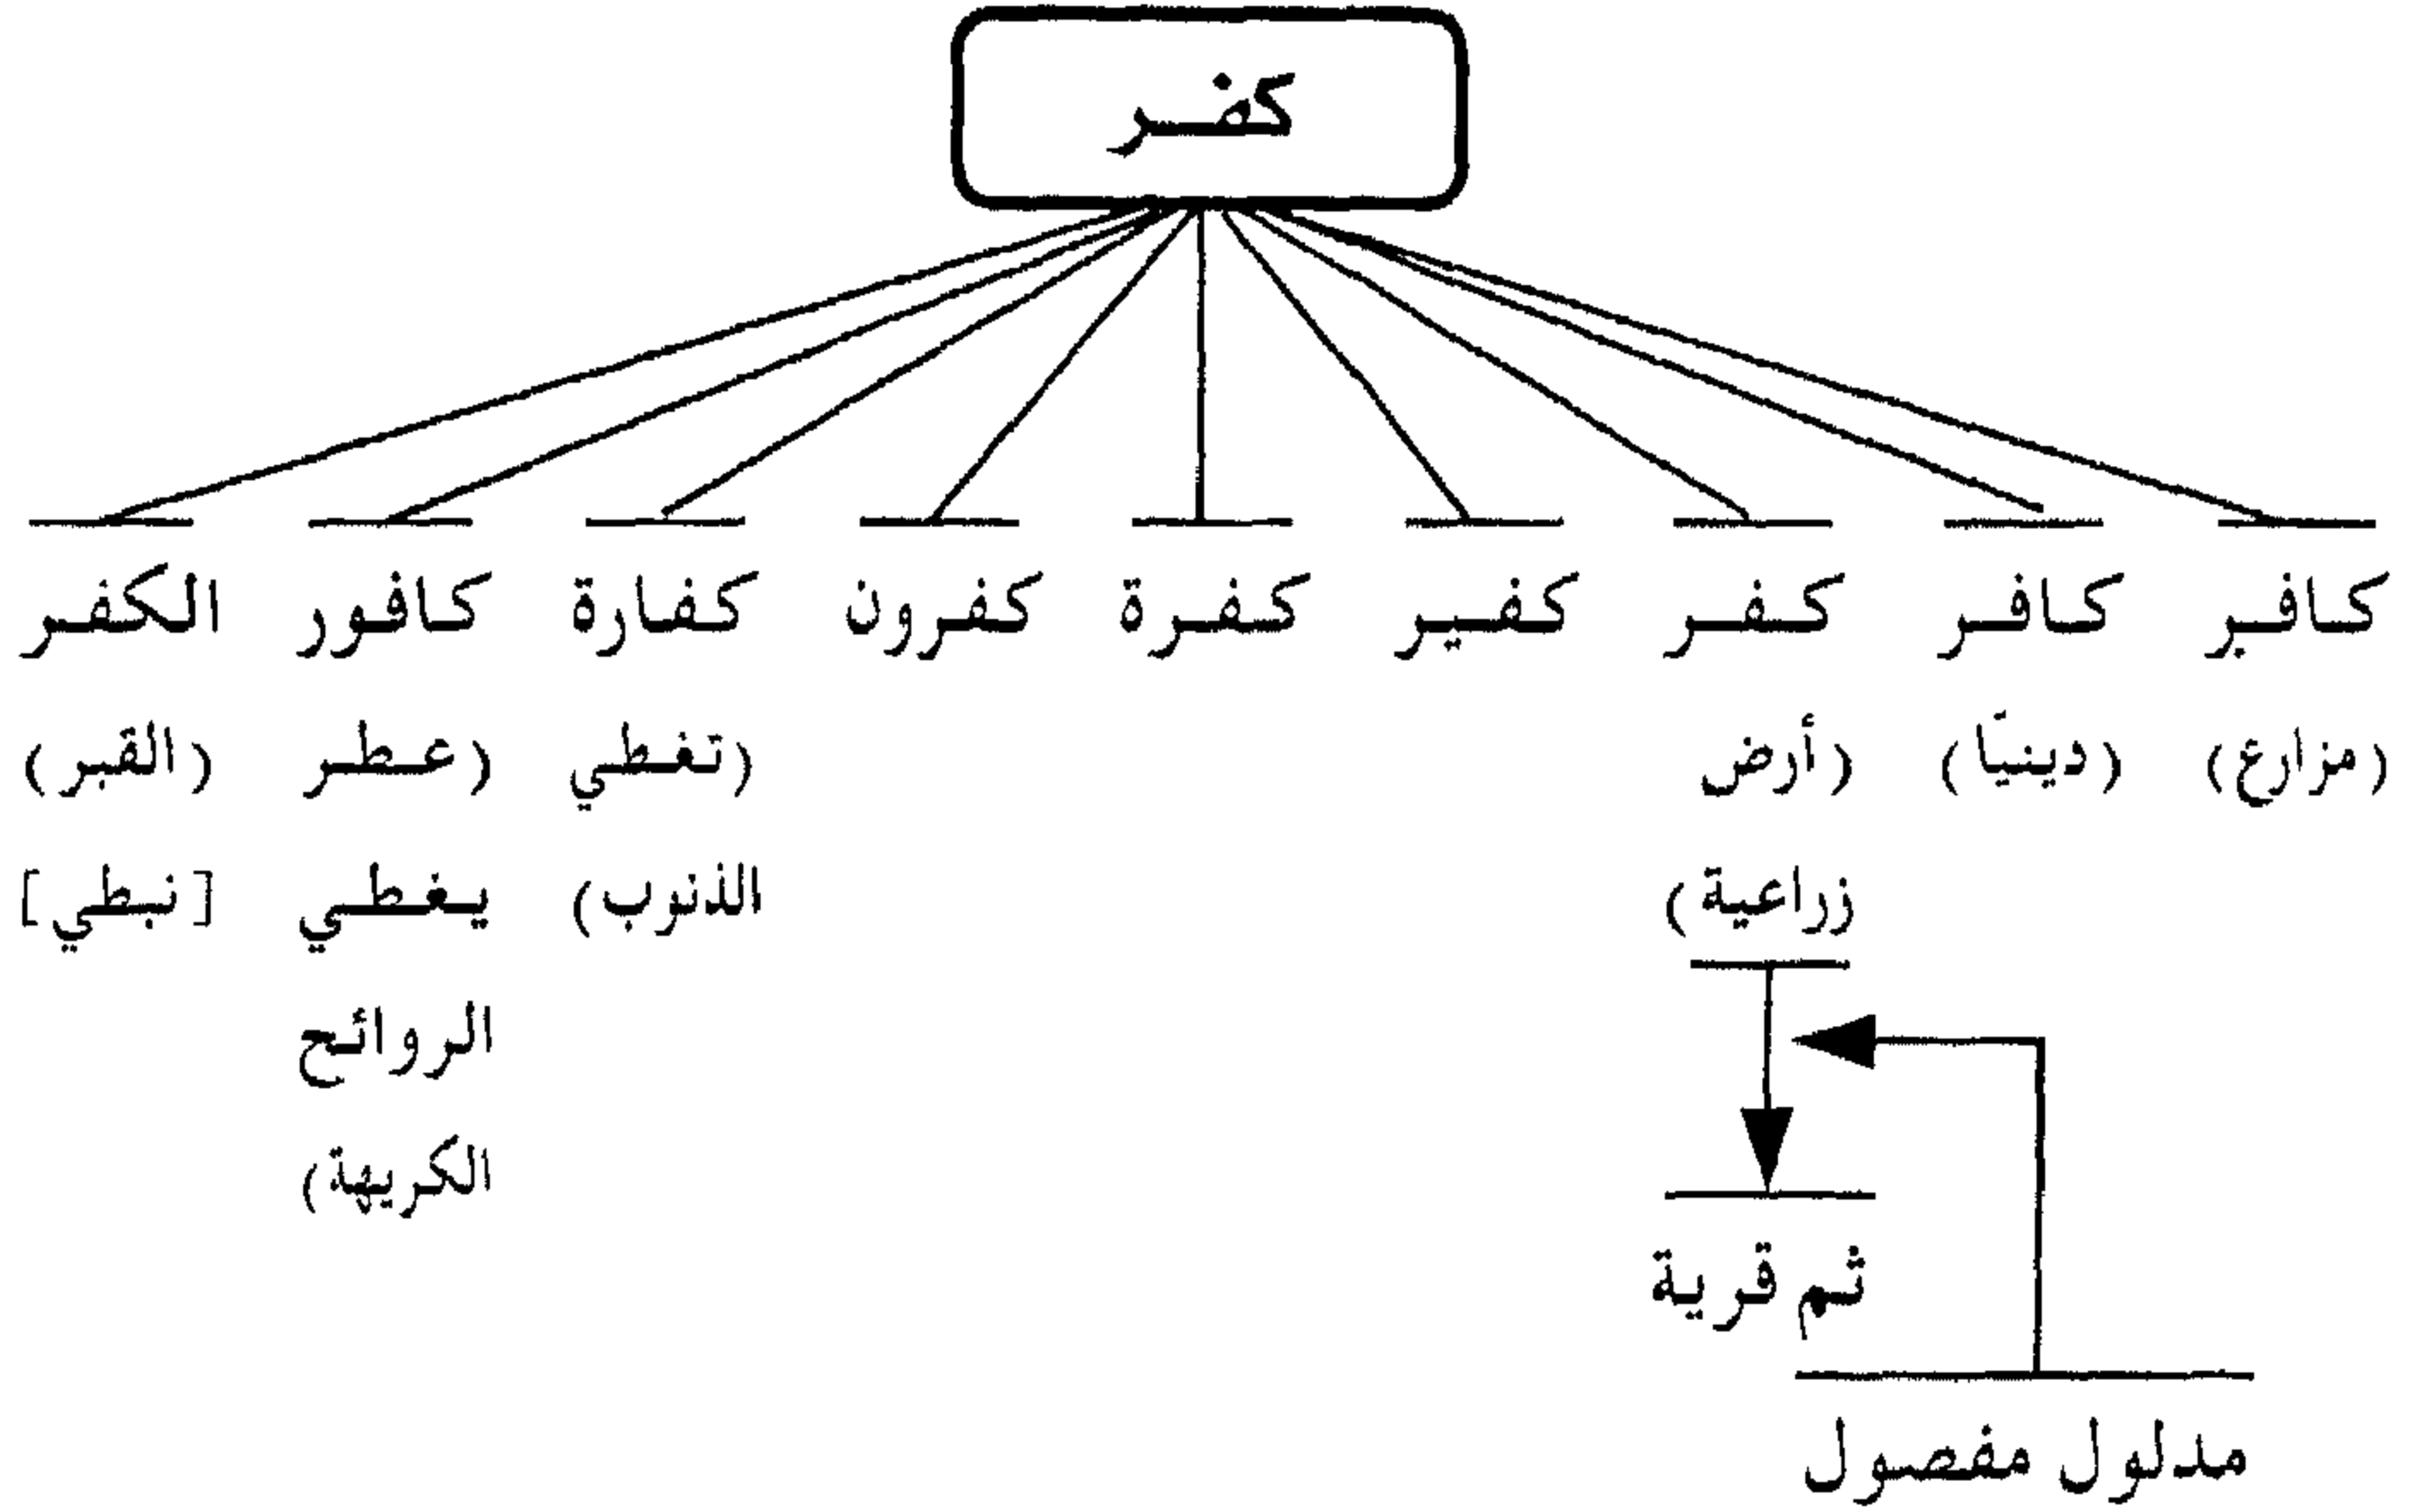 كفر
كافر
(مزارع)
كافر
(دينيًا)
كفر
(أرض
زراعية)
ثم قرية
مدلول مفصول
كفير
كفرة
كفرون
كفارة
(تغطي
الذنوب)
كافور
(عطر
يغطي
الروائح
الكريهة)
الكفر
(القبر)
[نبطي]